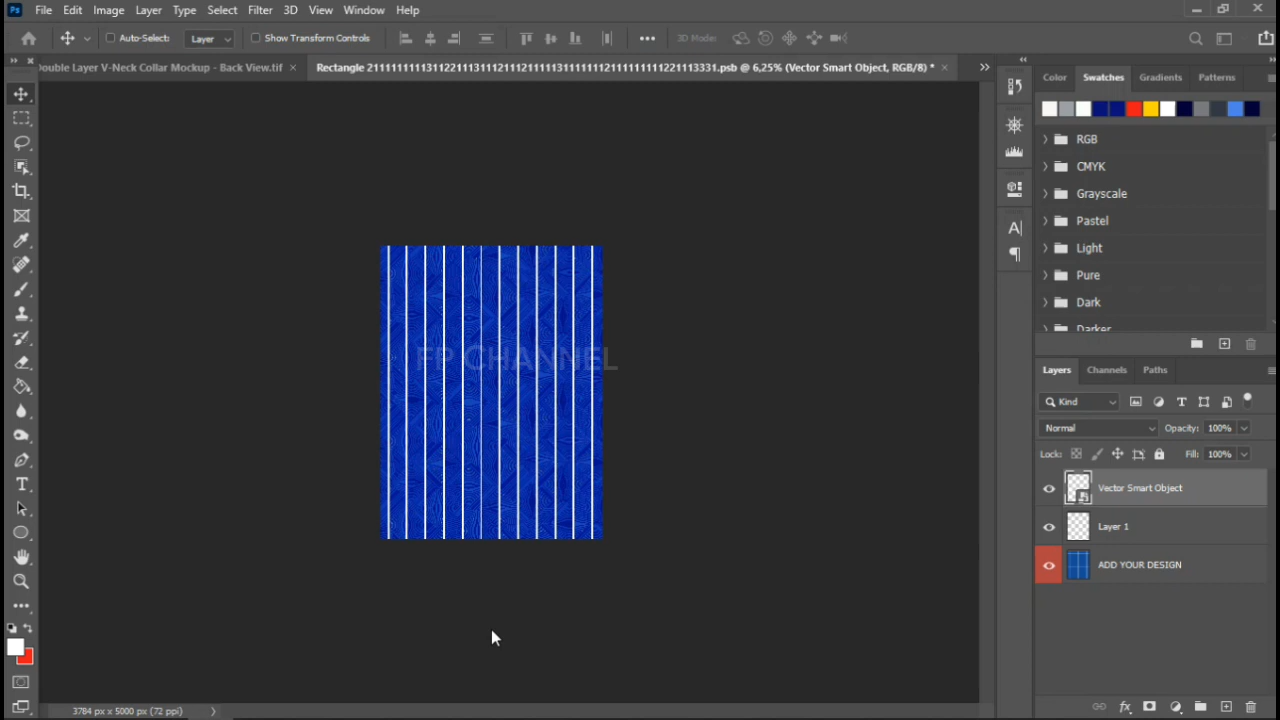 Ps File Edit Image Layer Type Select Filter 3D View Window Help
Auto-Select: Layer Show Transform Controls 3D Mode:
ouble Layer V-Neck Collar Mockup - Back View.tif × Rectangle 2111111111311221113111211121111131111111211111111221113331.psb @ 6,25% (Vector Smart Object, RGB/8) * ×
Color Swatches Gradients Patterns
RGB
CMYK
Grayscale
Pastel
Light
Pure
Dark
Darker
FP CHANNEL
Layers Channels Paths
Kind
Normal Opacity: 100%
Lock: Fill: 100%
Vector Smart Object
Layer 1
ADD YOUR DESIGN
3784 px x 5000 px (72 ppi)